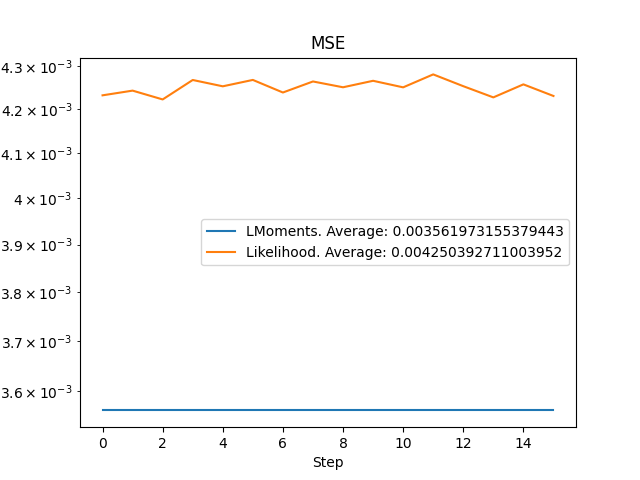 MSE
4.3 × 10⁻³
4.2 × 10⁻³
4.1 × 10⁻³
4 × 10⁻³
3.9 × 10⁻³
3.8 × 10⁻³
3.7 × 10⁻³
3.6 × 10⁻³
LMoments. Average: 0.003561973155379443
Likelihood. Average: 0.004250392711003952
0 2 4 6 8 10 12 14
Step